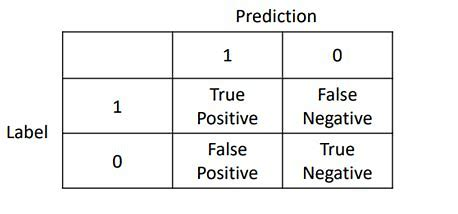 Prediction
1 0
1 True False
Positive Negative
Label
0 False True
Positive Negative